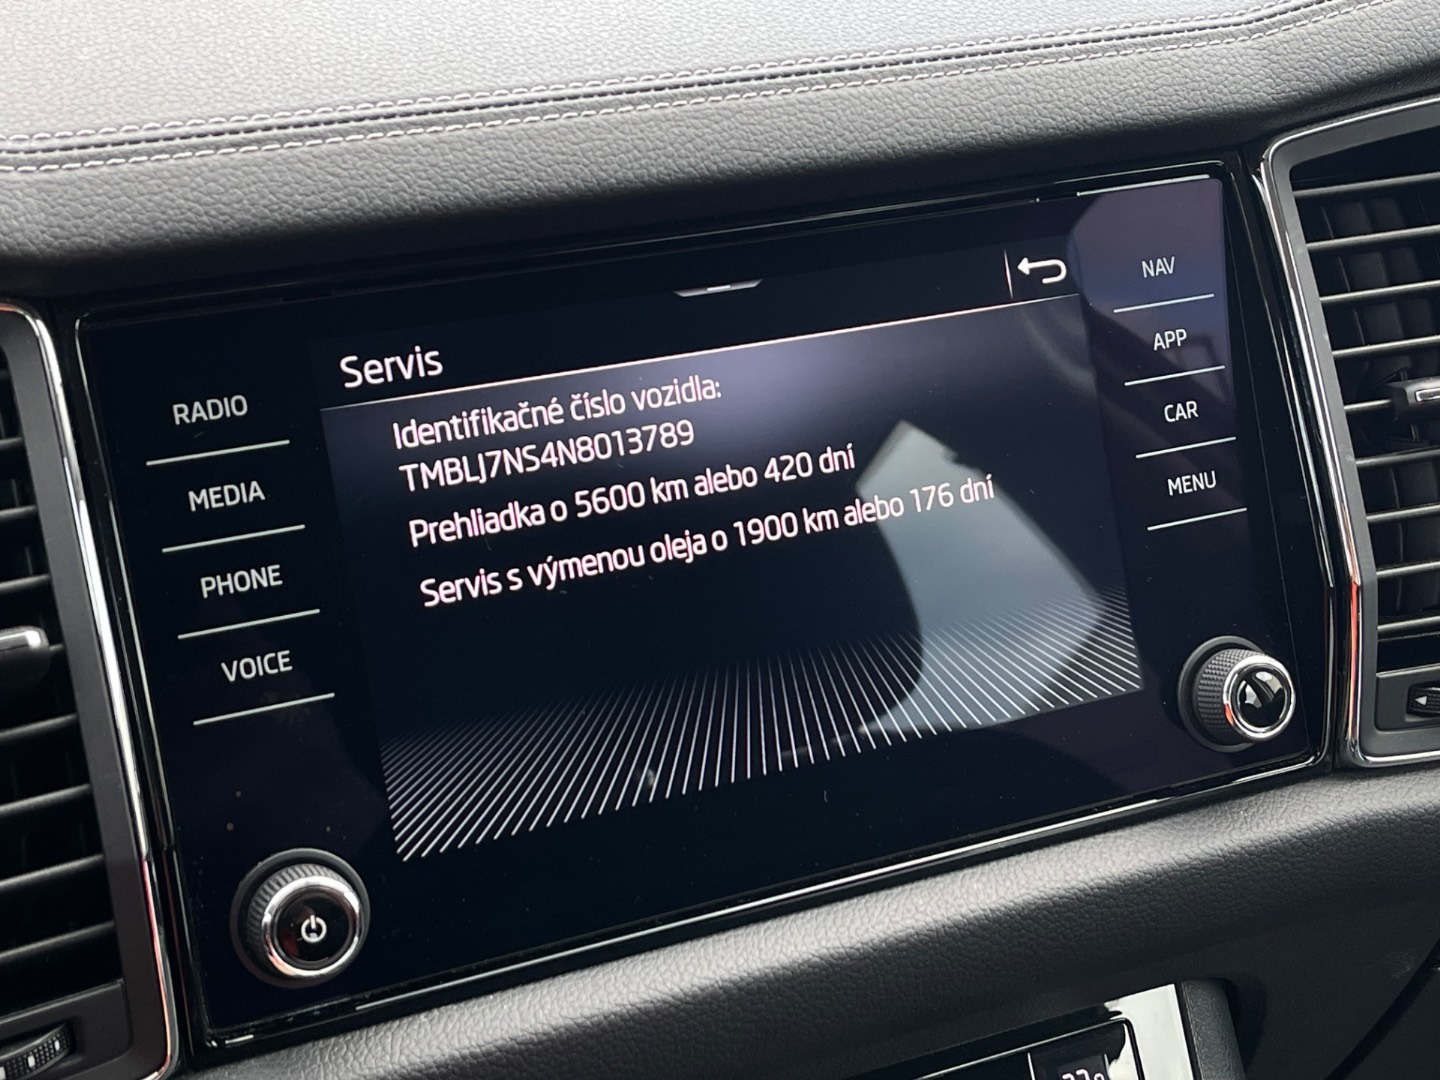 Servis
Identifikačné číslo vozidla:
TMBLJ7NS4N8013789
Prehliadka o 5600 km alebo 420 dní
Servis s výmenou oleja o 1900 km alebo 176 dní
RADIO
MEDIA
PHONE
VOICE
NAV
APP
CAR
MENU